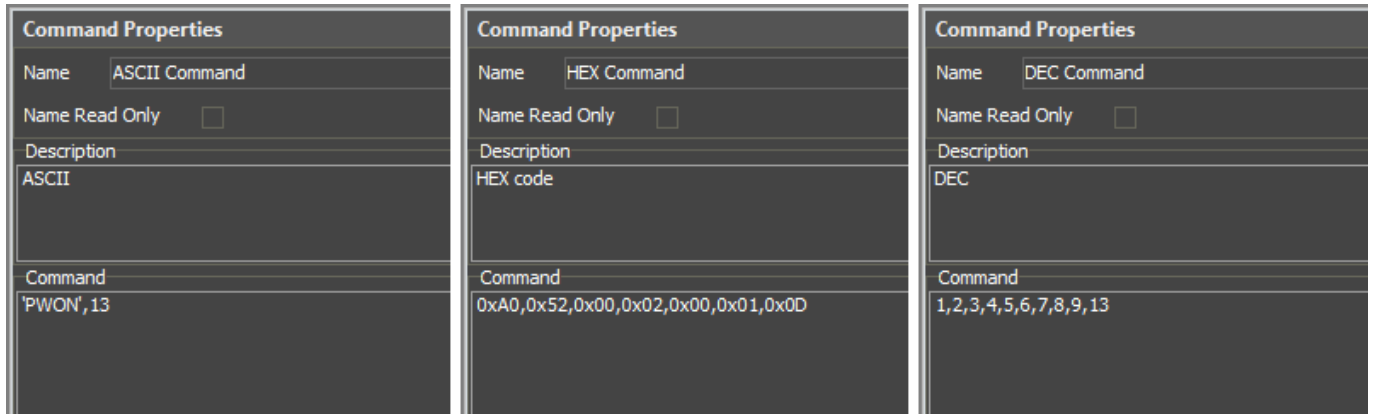 Command Properties
Name ASCII Command
Name Read Only
Description
ASCII
Command
'PWON',13
Command Properties
Name HEX Command
Name Read Only
Description
HEX code
Command
0xA0,0x52,0x00,0x02,0x00,0x01,0x0D
Command Properties
Name DEC Command
Name Read Only
Description
DEC
Command
1,2,3,4,5,6,7,8,9,13